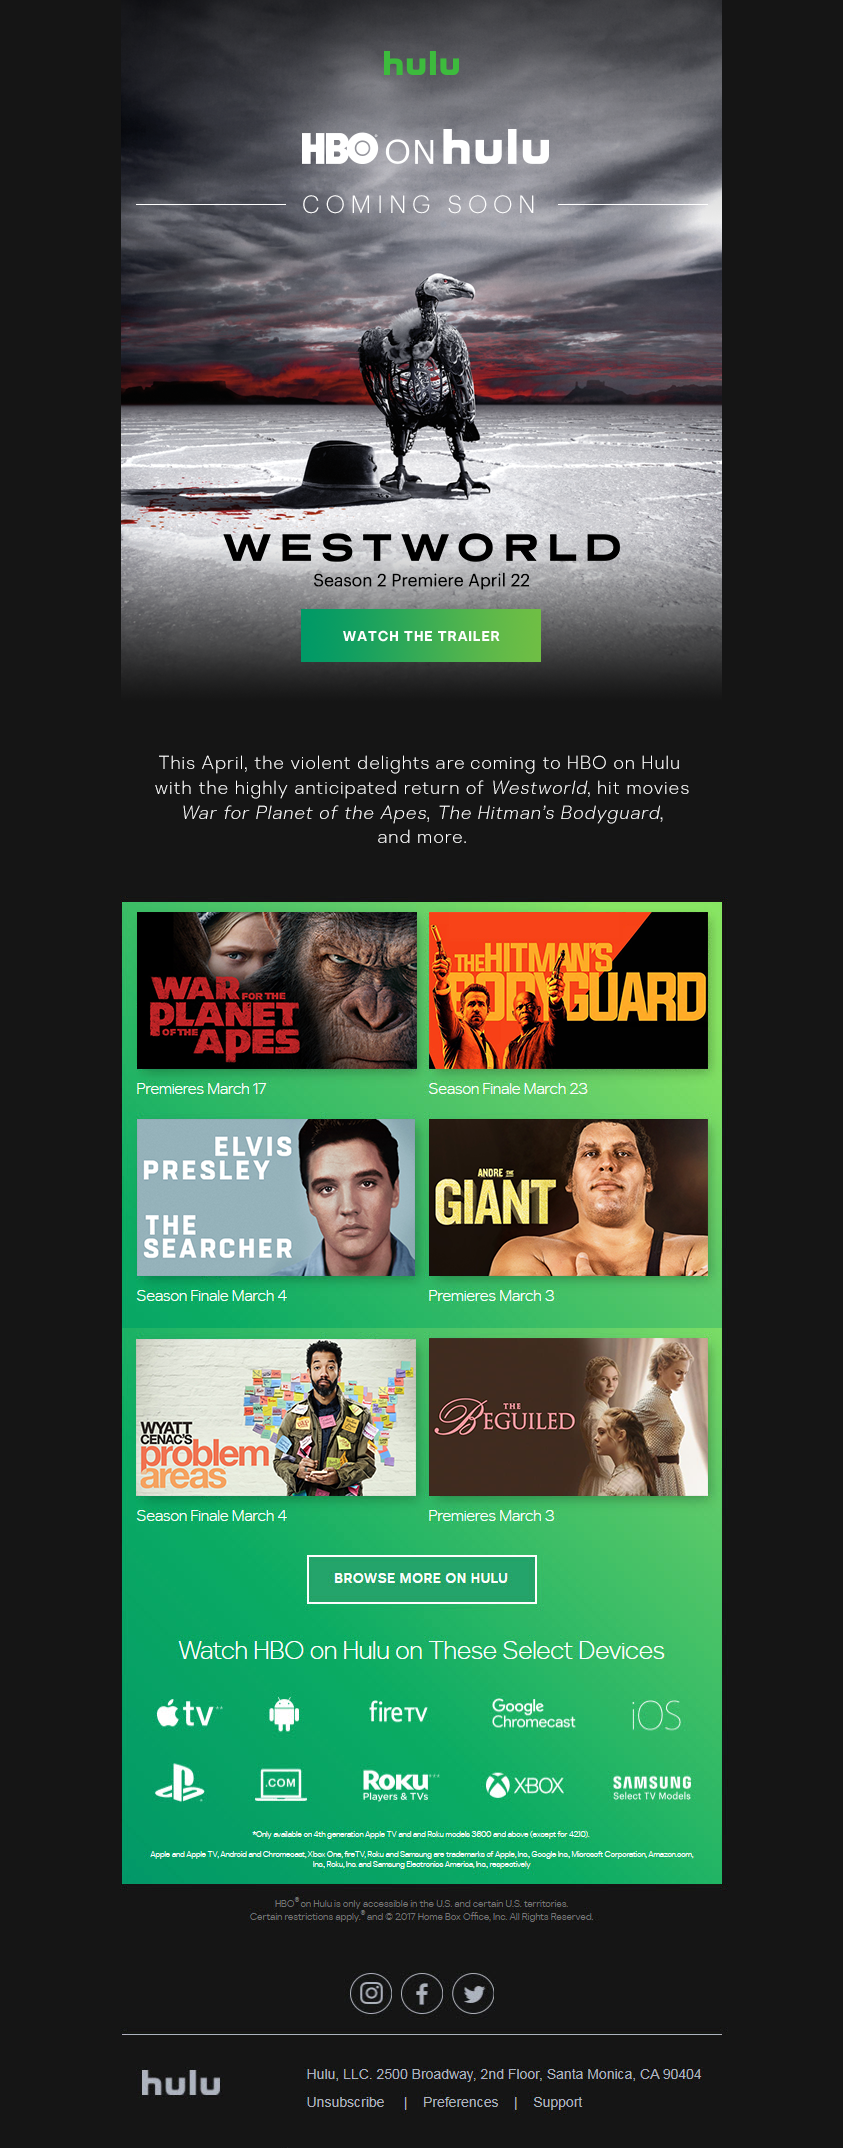 hulu
HBO ON hulu
COMING SOON
WESTWORLD
Season 2 Premiere April 22
WATCH THE TRAILER
This April, the violent delights are coming to HBO on Hulu
with the highly anticipated return of Westworld, hit movies
War for Planet of the Apes, The Hitman's Bodyguard,
and more.
WAR FOR THE
PLANET
OF THE APES
Premieres March 17
THE HITMAN'S
BODYGUARD
Season Finale March 23
ELVIS
PRESLEY
THE
SEARCHER
Season Finale March 4
ANDRE THE
GIANT
Premieres March 3
WYATT
CENAC'S
problem
areas
Season Finale March 4
THE
BEGUILED
Premieres March 3
BROWSE MORE ON HULU
Watch HBO on Hulu on These Select Devices
tv**
fireTV
Google
Chromecast
iOS
.COM
ROKU***
Players & TVs
XBOX
SAMSUNG
Select TV Models
*Only available on 4th generation Apple TV and and Roku models 3600 and above (except for 4210).
Apple and Apple TV, Android and Chromecast, Xbox One, fireTV, Roku and Samsung are trademarks of Apple, Inc., Google Inc., Microsoft Corporation, Amazon.com,
Inc., Roku, Inc. and Samsung Electronics America, Inc., respectively
HBO® on Hulu is only accessible in the U.S. and certain U.S. territories.
Certain restrictions apply.® and © 2017 Home Box Office, Inc. All Rights Reserved.
hulu
Hulu, LLC. 2500 Broadway, 2nd Floor, Santa Monica, CA 90404
Unsubscribe | Preferences | Support